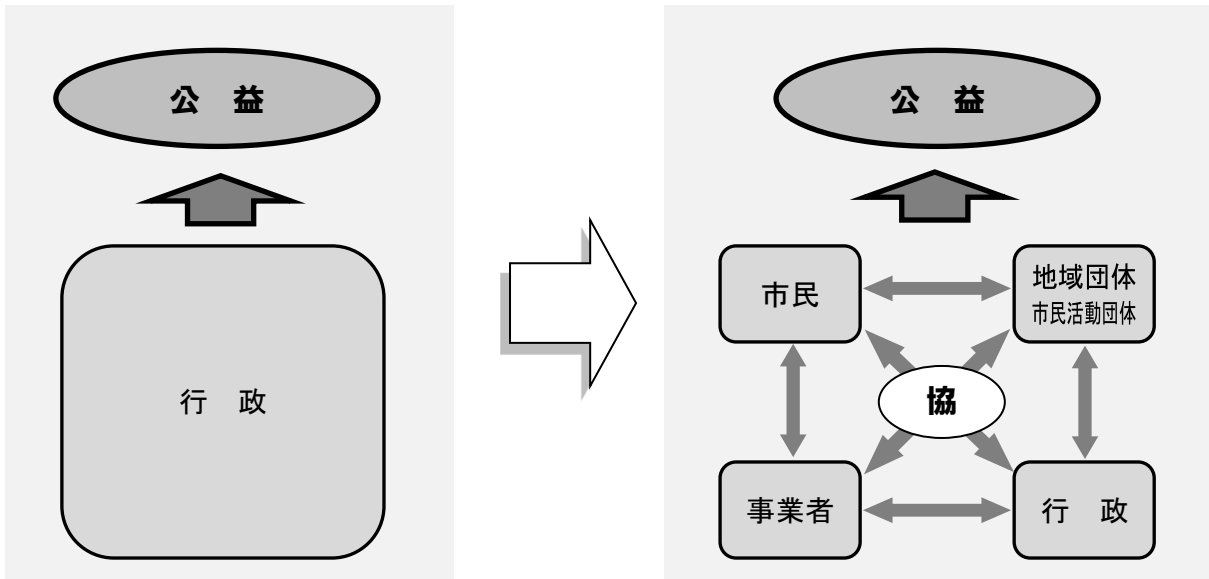 公　益
行　政
公　益
市民
地域団体
市民活動団体
協
事業者
行　政